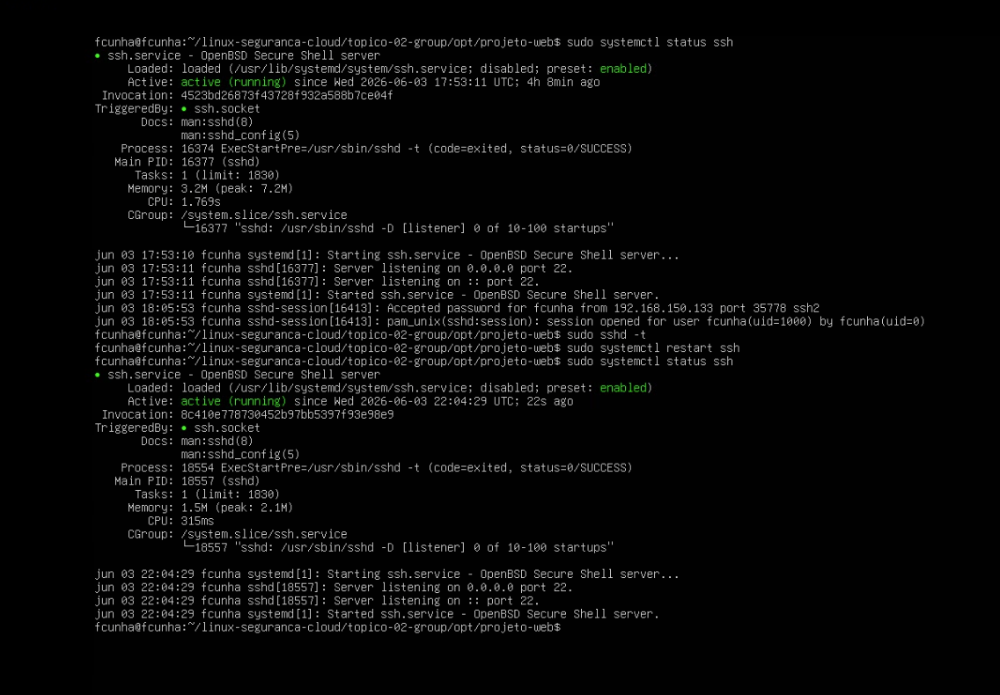 fcunha@fcunha:~/linux-seguranca-cloud/topico-02-group/opt/projeto-web$ sudo systemctl status ssh
● ssh.service - OpenBSD Secure Shell server
     Loaded: loaded (/usr/lib/systemd/system/ssh.service; disabled; preset: enabled)
     Active: active (running) since Wed 2026-06-03 17:53:11 UTC; 4h 8min ago
 Invocation: 4523bd26873f43728f932a588b7ce04f
TriggeredBy: ● ssh.socket
       Docs: man:sshd(8)
             man:sshd_config(5)
    Process: 16374 ExecStartPre=/usr/sbin/sshd -t (code=exited, status=0/SUCCESS)
   Main PID: 16377 (sshd)
      Tasks: 1 (limit: 1830)
     Memory: 3.2M (peak: 7.2M)
        CPU: 1.769s
     CGroup: /system.slice/ssh.service
             └─16377 "sshd: /usr/sbin/sshd -D [listener] 0 of 10-100 startups"

jun 03 17:53:10 fcunha systemd[1]: Starting ssh.service - OpenBSD Secure Shell server...
jun 03 17:53:11 fcunha sshd[16377]: Server listening on 0.0.0.0 port 22.
jun 03 17:53:11 fcunha sshd[16377]: Server listening on :: port 22.
jun 03 17:53:11 fcunha systemd[1]: Started ssh.service - OpenBSD Secure Shell server.
jun 03 18:05:53 fcunha sshd-session[16413]: Accepted password for fcunha from 192.168.150.133 port 35778 ssh2
jun 03 18:05:53 fcunha sshd-session[16413]: pam_unix(sshd:session): session opened for user fcunha(uid=1000) by fcunha(uid=0)
fcunha@fcunha:~/linux-seguranca-cloud/topico-02-group/opt/projeto-web$ sudo sshd -t
fcunha@fcunha:~/linux-seguranca-cloud/topico-02-group/opt/projeto-web$ sudo systemctl restart ssh
fcunha@fcunha:~/linux-seguranca-cloud/topico-02-group/opt/projeto-web$ sudo systemctl status ssh
● ssh.service - OpenBSD Secure Shell server
     Loaded: loaded (/usr/lib/systemd/system/ssh.service; disabled; preset: enabled)
     Active: active (running) since Wed 2026-06-03 22:04:29 UTC; 22s ago
 Invocation: 8c410e778730452b97bb5397f93e98e9
TriggeredBy: ● ssh.socket
       Docs: man:sshd(8)
             man:sshd_config(5)
    Process: 18554 ExecStartPre=/usr/sbin/sshd -t (code=exited, status=0/SUCCESS)
   Main PID: 18557 (sshd)
      Tasks: 1 (limit: 1830)
     Memory: 1.5M (peak: 2.1M)
        CPU: 315ms
     CGroup: /system.slice/ssh.service
             └─18557 "sshd: /usr/sbin/sshd -D [listener] 0 of 10-100 startups"

jun 03 22:04:29 fcunha systemd[1]: Starting ssh.service - OpenBSD Secure Shell server...
jun 03 22:04:29 fcunha sshd[18557]: Server listening on 0.0.0.0 port 22.
jun 03 22:04:29 fcunha sshd[18557]: Server listening on :: port 22.
jun 03 22:04:29 fcunha systemd[1]: Started ssh.service - OpenBSD Secure Shell server.
fcunha@fcunha:~/linux-seguranca-cloud/topico-02-group/opt/projeto-web$